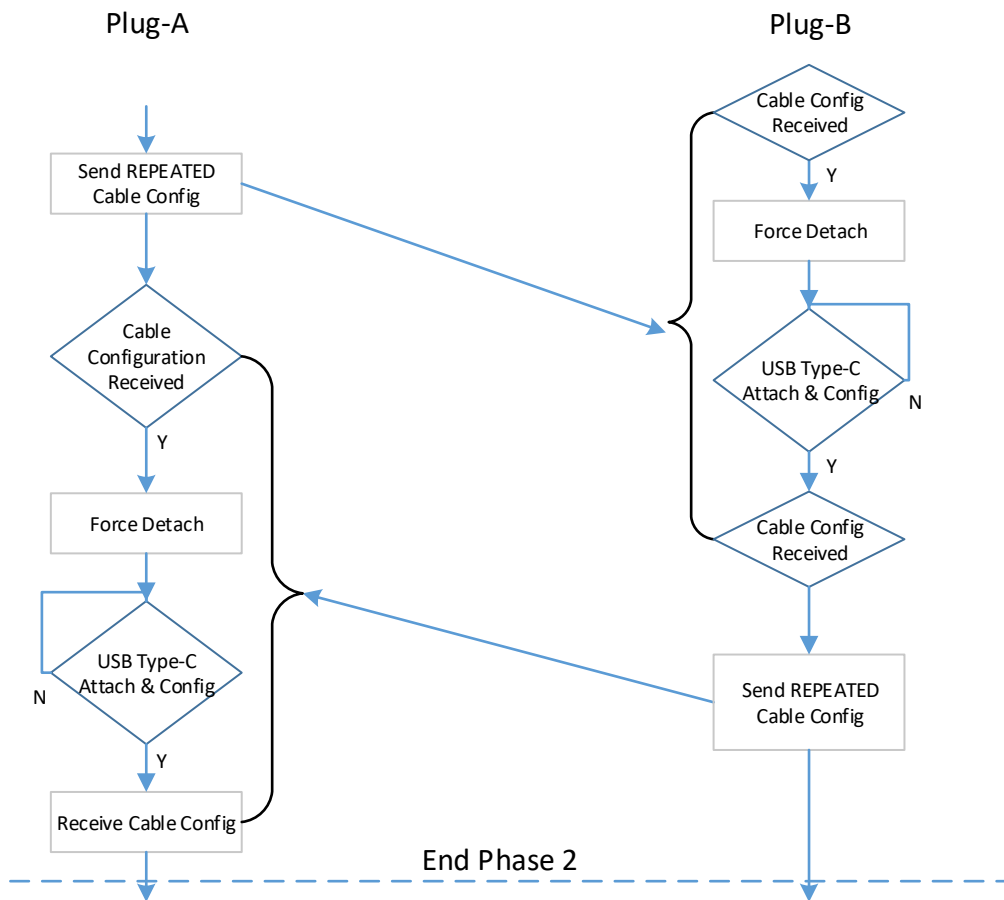 Plug-A
Send REPEATED
Cable Config
Cable
Configuration
Received
Y
Force Detach
USB Type-C
Attach & Config
N
Y
Receive Cable Config
Plug-B
Cable Config
Received
Y
Force Detach
USB Type-C
Attach & Config
N
Y
Cable Config
Received
Send REPEATED
Cable Config
End Phase 2